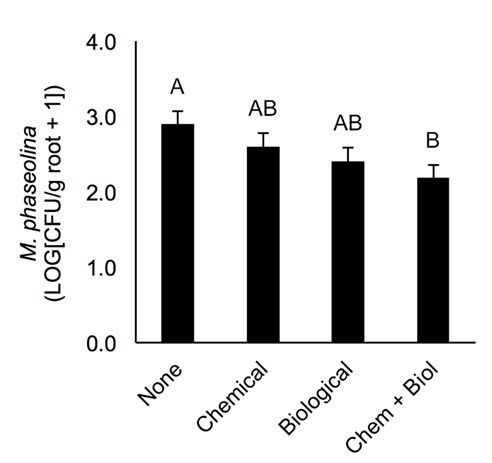 M. phaseolina
(LOG[CFU/g root + 1])
4.0
3.0
2.0
1.0
0.0
A
AB
AB
B
None
Chemical
Biological
Chem + Biol